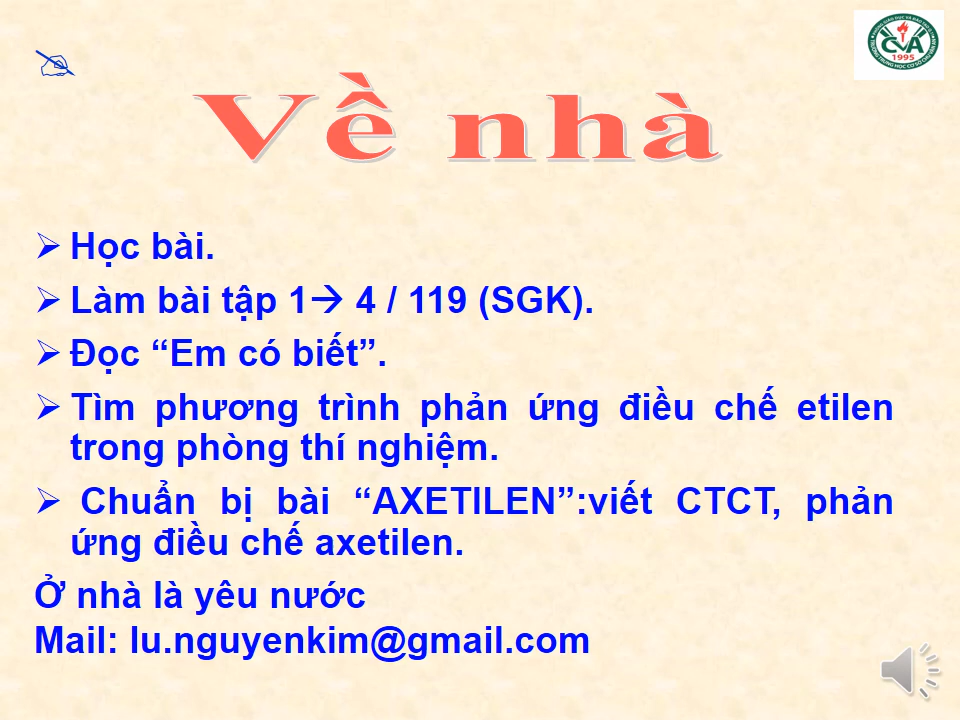 CVA
1995
Về nhà
Học bài.
Làm bài tập 1→ 4 / 119 (SGK).
Đọc “Em có biết”.
Tìm phương trình phản ứng điều chế etilen
trong phòng thí nghiệm.
Chuẩn bị bài “AXETILEN”:viết CTCT, phản
ứng điều chế axetilen.
Ở nhà là yêu nước
Mail: lu.nguyenkim@gmail.com